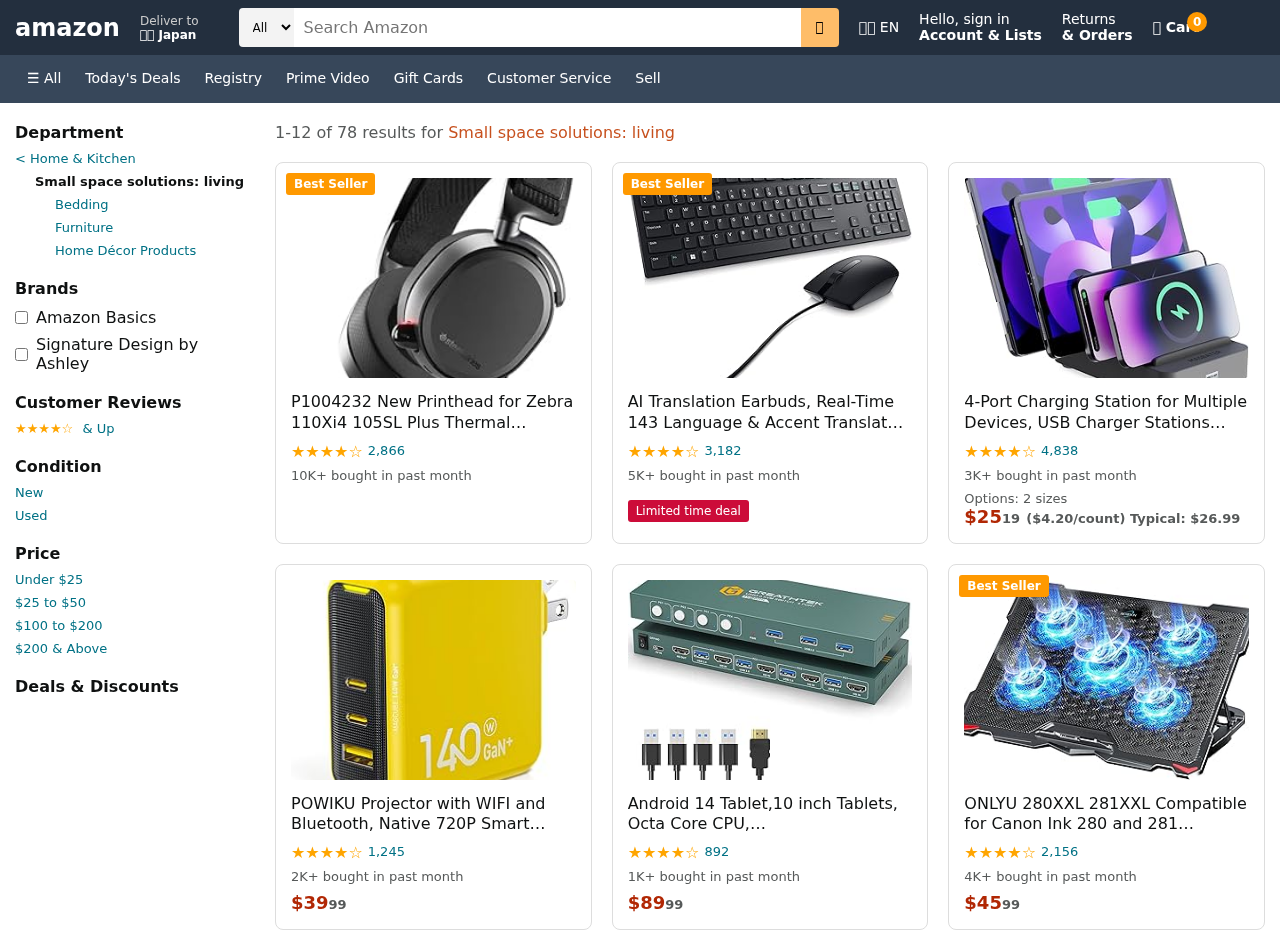 amazon
Deliver to
Japan
All
Search Amazon
EN
Hello, sign in
Account & Lists
Returns
& Orders
0
☰ All
Today's Deals
Registry
Prime Video
Gift Cards
Customer Service
Sell
Department
< Home & Kitchen
Small space solutions: living
Bedding
Furniture
Home Décor Products
Brands
Amazon Basics
Signature Design by
Ashley
Customer Reviews
★★★★☆ & Up
Condition
New
Used
Price
Under $25
$25 to $50
$100 to $200
$200 & Above
Deals & Discounts
1-12 of 78 results for Small space solutions: living
Best Seller
P1004232 New Printhead for Zebra
110Xi4 105SL Plus Thermal…
★★★★☆ 2,866
10K+ bought in past month
Best Seller
AI Translation Earbuds, Real-Time
143 Language & Accent Translat…
★★★★☆ 3,182
5K+ bought in past month
Limited time deal
4-Port Charging Station for Multiple
Devices, USB Charger Stations…
★★★★☆ 4,838
3K+ bought in past month
Options: 2 sizes
$2519 ($4.20/count) Typical: $26.99
140W
GaN+
POWIKU Projector with WIFI and
Bluetooth, Native 720P Smart…
★★★★☆ 1,245
2K+ bought in past month
$3999
GREATHTEK
Android 14 Tablet,10 inch Tablets,
Octa Core CPU,…
★★★★☆ 892
1K+ bought in past month
$8999
Best Seller
ONLYU 280XXL 281XXL Compatible
for Canon Ink 280 and 281…
★★★★☆ 2,156
4K+ bought in past month
$4599